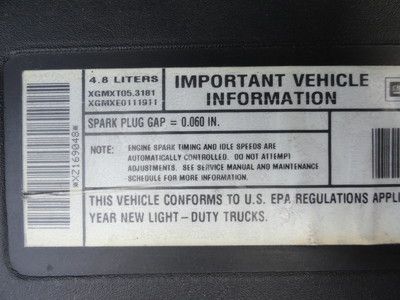 4.8 LITERS
XGMXT05.3181
XGMXE0111911
IMPORTANT VEHICLE
INFORMATION
SPARK PLUG GAP = 0.060 IN.
NOTE: ENGINE SPARK TIMING AND IDLE SPEEDS ARE
AUTOMATICALLY CONTROLLED. DO NOT ATTEMPT
ADJUSTMENTS. SEE SERVICE MANUAL AND MAINTENANCE
SCHEDULE FOR MORE INFORMATION.
THIS VEHICLE CONFORMS TO U.S. EPA REGULATIONS APPL
YEAR NEW LIGHT-DUTY TRUCKS.
*XZ169048*